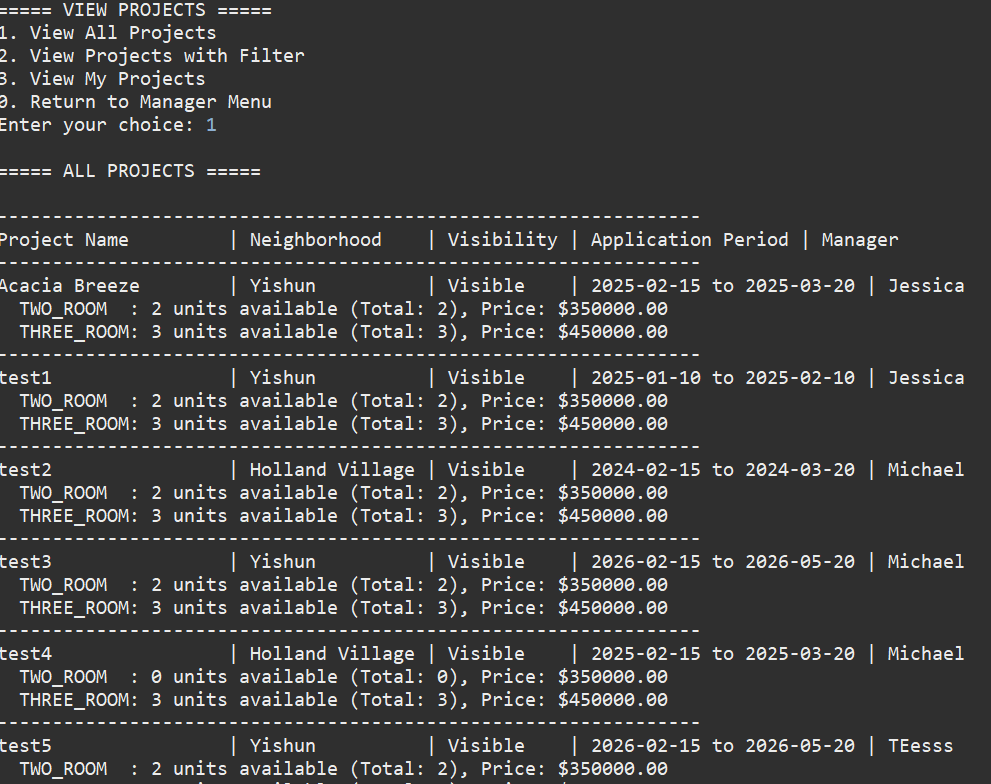 ===== VIEW PROJECTS =====
1. View All Projects
2. View Projects with Filter
3. View My Projects
0. Return to Manager Menu
Enter your choice: 1
===== ALL PROJECTS =====
----------------------------------------------------------------
Project Name         | Neighborhood    | Visibility | Application Period | Manager
----------------------------------------------------------------
Acacia Breeze        | Yishun          | Visible    | 2025-02-15 to 2025-03-20 | Jessica
  TWO_ROOM  : 2 units available (Total: 2), Price: $350000.00
  THREE_ROOM: 3 units available (Total: 3), Price: $450000.00
----------------------------------------------------------------
test1                | Yishun          | Visible    | 2025-01-10 to 2025-02-10 | Jessica
  TWO_ROOM  : 2 units available (Total: 2), Price: $350000.00
  THREE_ROOM: 3 units available (Total: 3), Price: $450000.00
----------------------------------------------------------------
test2                | Holland Village | Visible    | 2024-02-15 to 2024-03-20 | Michael
  TWO_ROOM  : 2 units available (Total: 2), Price: $350000.00
  THREE_ROOM: 3 units available (Total: 3), Price: $450000.00
----------------------------------------------------------------
test3                | Yishun          | Visible    | 2026-02-15 to 2026-05-20 | Michael
  TWO_ROOM  : 2 units available (Total: 2), Price: $350000.00
  THREE_ROOM: 3 units available (Total: 3), Price: $450000.00
----------------------------------------------------------------
test4                | Holland Village | Visible    | 2025-02-15 to 2025-03-20 | Michael
  TWO_ROOM  : 0 units available (Total: 0), Price: $350000.00
  THREE_ROOM: 3 units available (Total: 3), Price: $450000.00
----------------------------------------------------------------
test5                | Yishun          | Visible    | 2026-02-15 to 2026-05-20 | TEesss
  TWO_ROOM  : 2 units available (Total: 2), Price: $350000.00